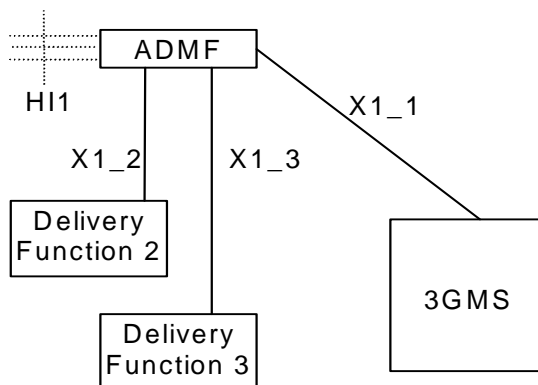 ADMF
HI1
X1_1
X1_2
X1_3
Delivery
Function 2
3GMS
Delivery
Function 3